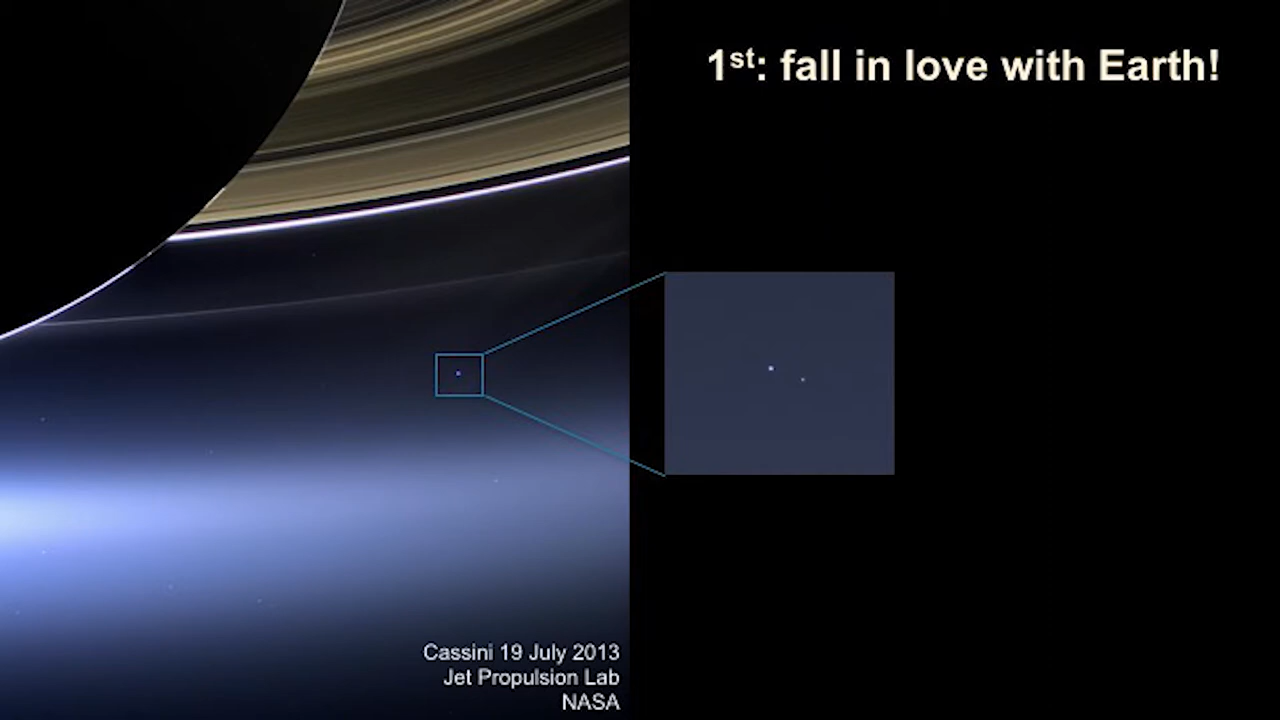 1st: fall in love with Earth!
Cassini 19 July 2013
Jet Propulsion Lab
NASA